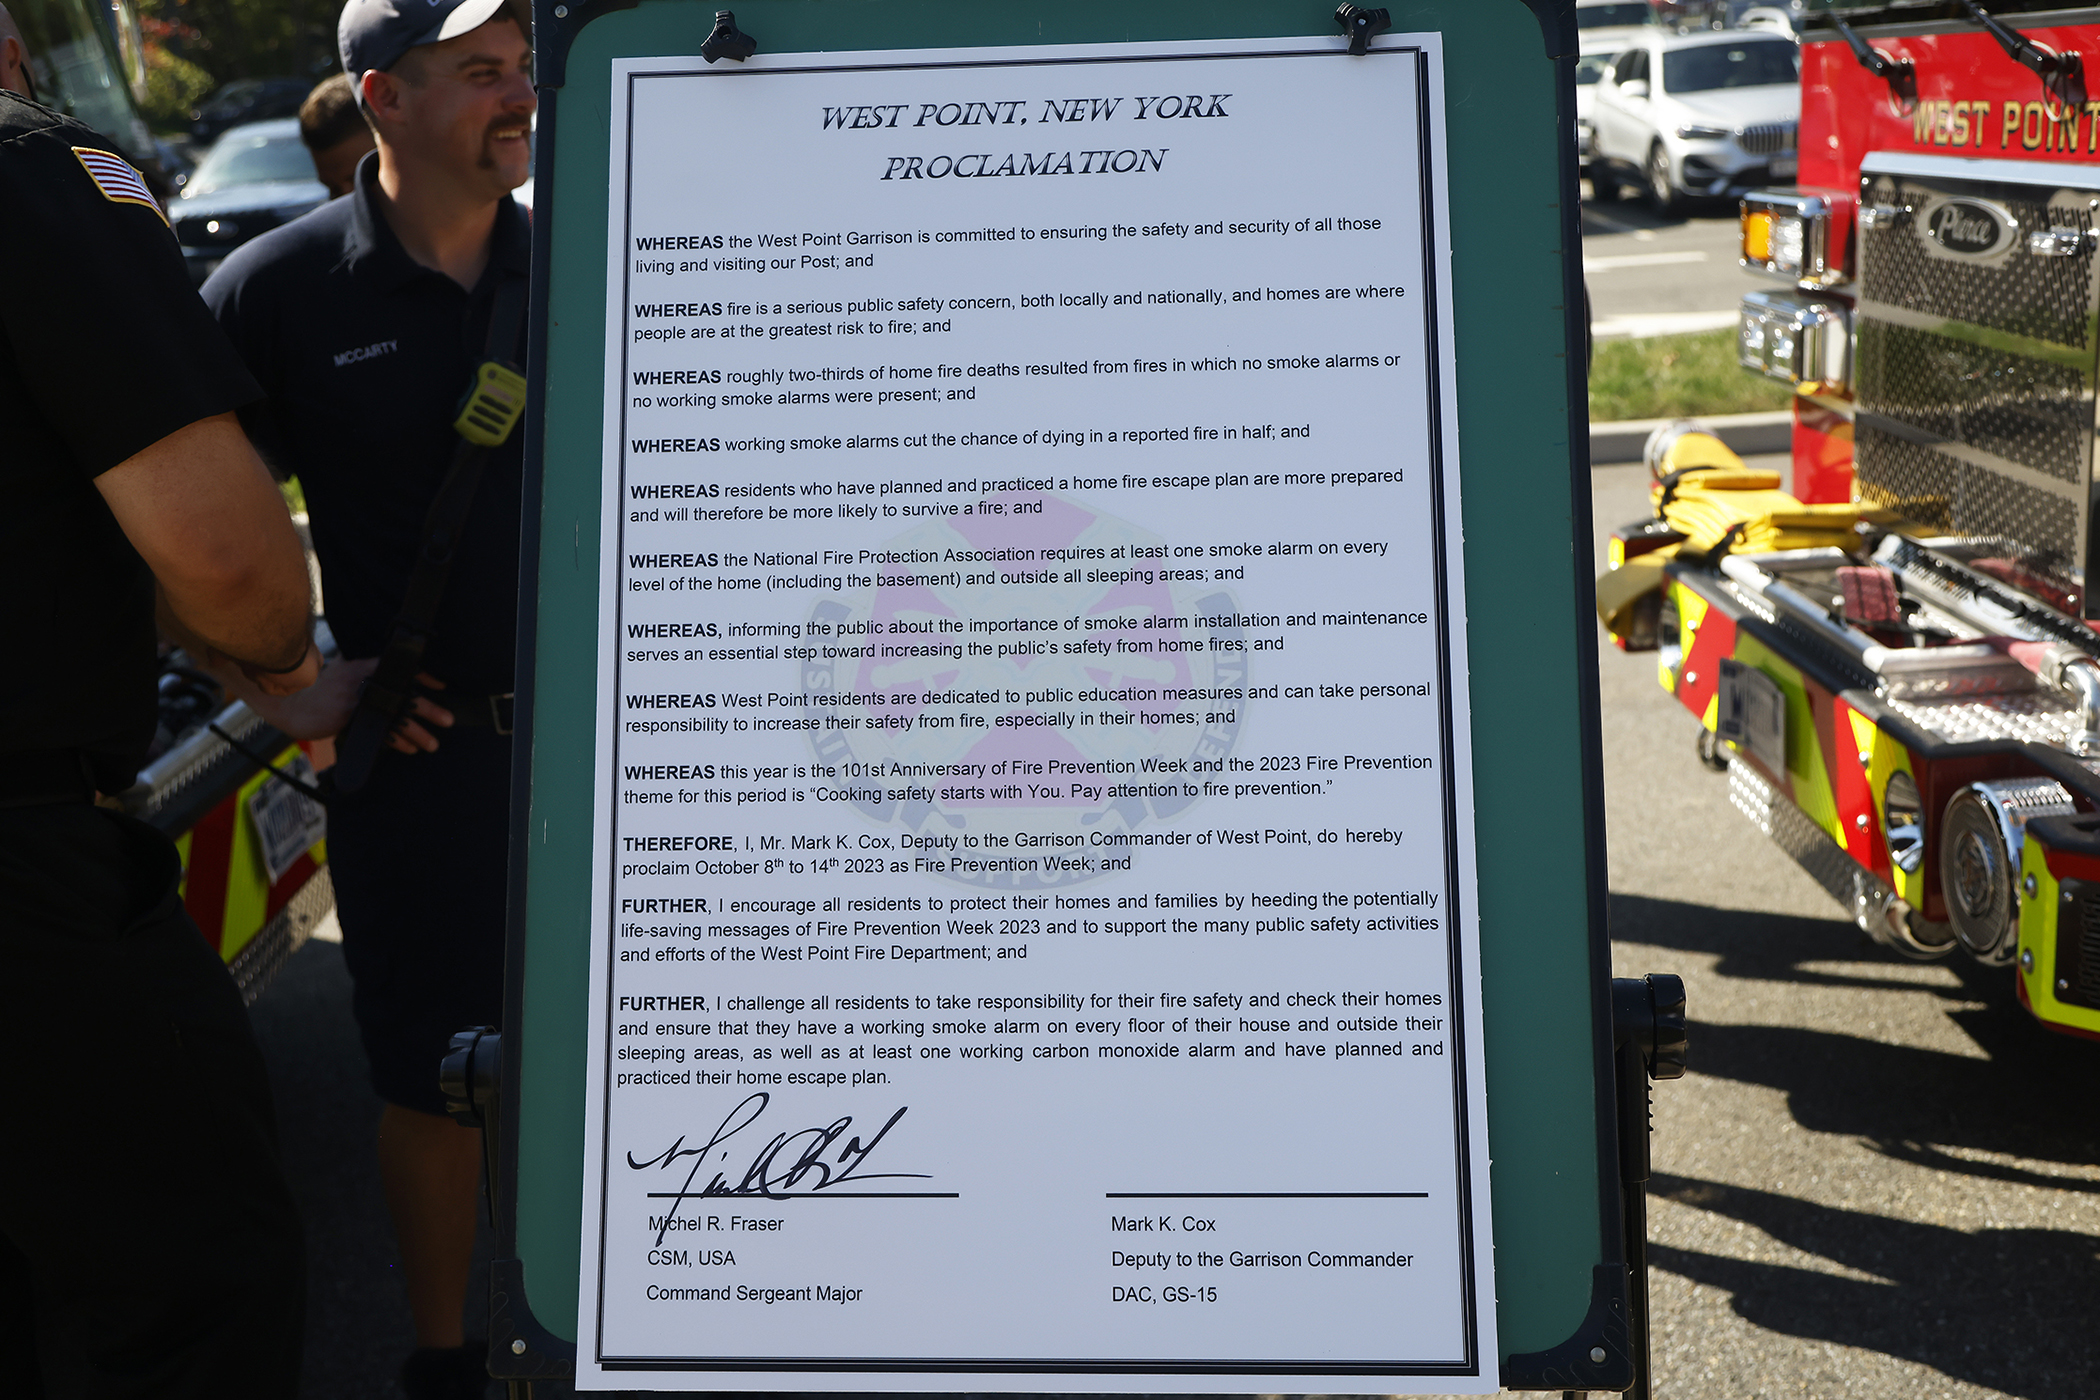 WEST POINT, NEW YORK
PROCLAMATION
WHEREAS the West Point Garrison is committed to ensuring the safety and security of all those
living and visiting our Post; and
WHEREAS fire is a serious public safety concern, both locally and nationally, and homes are where
people are at the greatest risk to fire; and
WHEREAS roughly two-thirds of home fire deaths resulted from fires in which no smoke alarms or
no working smoke alarms were present; and
WHEREAS working smoke alarms cut the chance of dying in a reported fire in half; and
WHEREAS residents who have planned and practiced a home fire escape plan are more prepared
and will therefore be more likely to survive a fire; and
WHEREAS the National Fire Protection Association requires at least one smoke alarm on every
level of the home (including the basement) and outside all sleeping areas; and
WHEREAS, informing the public about the importance of smoke alarm installation and maintenance
serves an essential step toward increasing the public's safety from home fires; and
WHEREAS West Point residents are dedicated to public education measures and can take personal
responsibility to increase their safety from fire, especially in their homes; and
WHEREAS this year is the 101st Anniversary of Fire Prevention Week and the 2023 Fire Prevention
theme for this period is “Cooking safety starts with You. Pay attention to fire prevention.”
THEREFORE, I, Mr. Mark K. Cox, Deputy to the Garrison Commander of West Point, do hereby
proclaim October 8th to 14th 2023 as Fire Prevention Week; and
FURTHER, I encourage all residents to protect their homes and families by heeding the potentially
life-saving messages of Fire Prevention Week 2023 and to support the many public safety activities
and efforts of the West Point Fire Department; and
FURTHER, I challenge all residents to take responsibility for their fire safety and check their homes
and ensure that they have a working smoke alarm on every floor of their house and outside their
sleeping areas, as well as at least one working carbon monoxide alarm and have planned and
practiced their home escape plan.
Michel R. Fraser
CSM, USA
Command Sergeant Major
Mark K. Cox
Deputy to the Garrison Commander
DAC, GS-15
MCCARTY
WEST POINT
Pierce